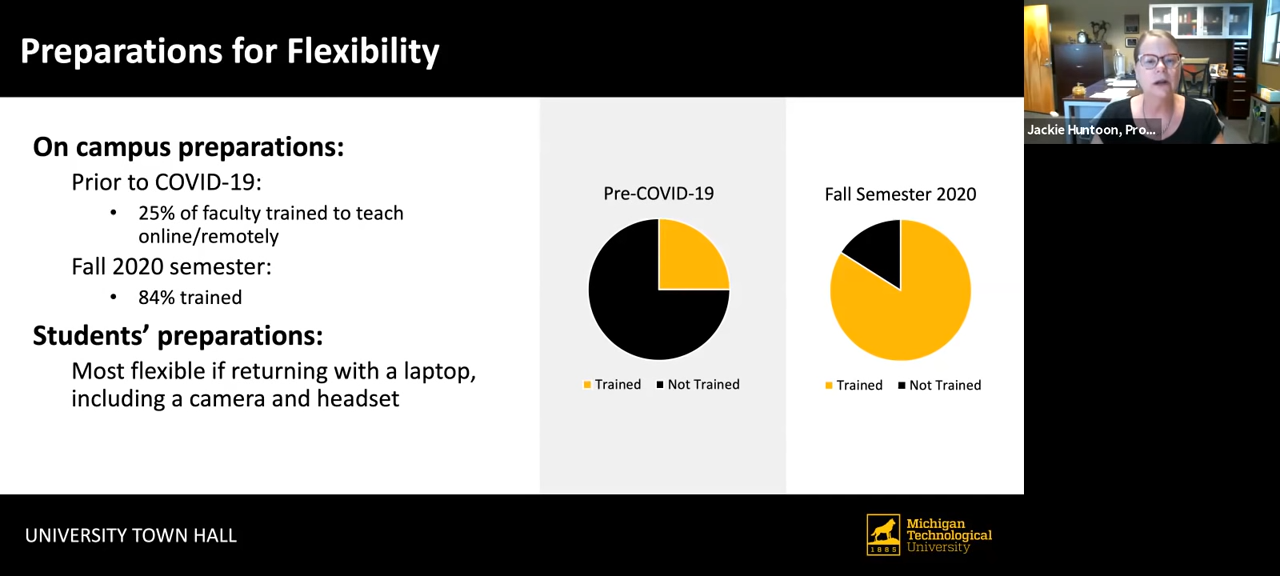 Preparations for Flexibility
On campus preparations:
Prior to COVID-19:
• 25% of faculty trained to teach
online/remotely
Fall 2020 semester:
• 84% trained
Students’ preparations:
Most flexible if returning with a laptop,
including a camera and headset
Pre-COVID-19
Trained Not Trained
Fall Semester 2020
Trained Not Trained
Jackie Huntoon, Pro...
UNIVERSITY TOWN HALL
1885
Michigan
Technological
University